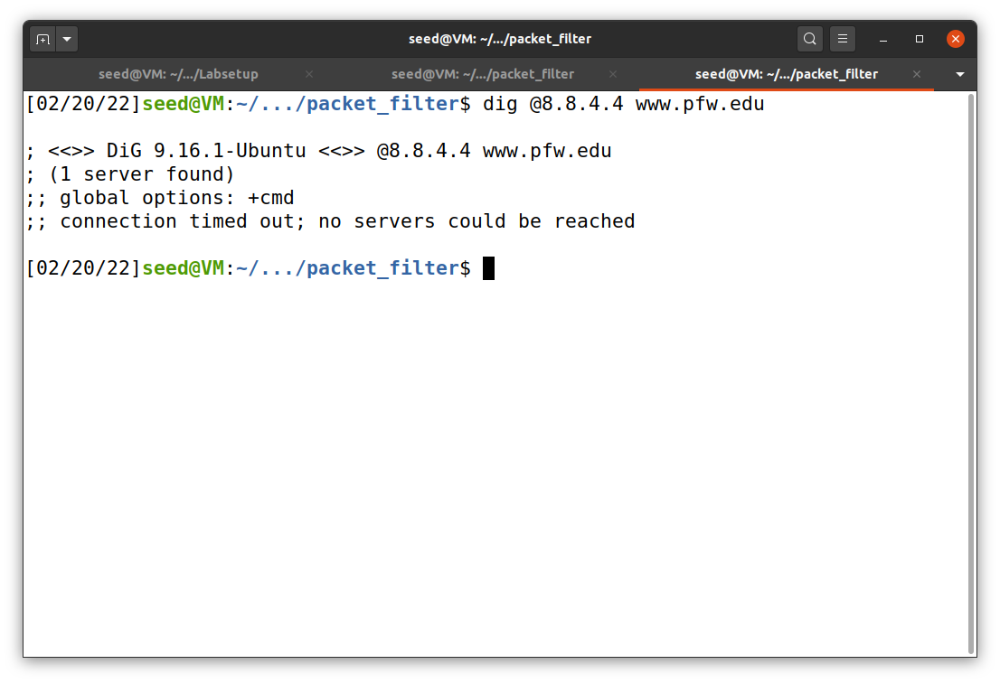 seed@VM: ~/.../packet_filter
seed@VM: ~/.../Labsetup
seed@VM: ~/.../packet_filter
seed@VM: ~/.../packet_filter
[02/20/22]seed@VM:~/.../packet_filter$ dig @8.8.4.4 www.pfw.edu
; <<>> DiG 9.16.1-Ubuntu <<>> @8.8.4.4 www.pfw.edu
; (1 server found)
;; global options: +cmd
;; connection timed out; no servers could be reached
[02/20/22]seed@VM:~/.../packet_filter$